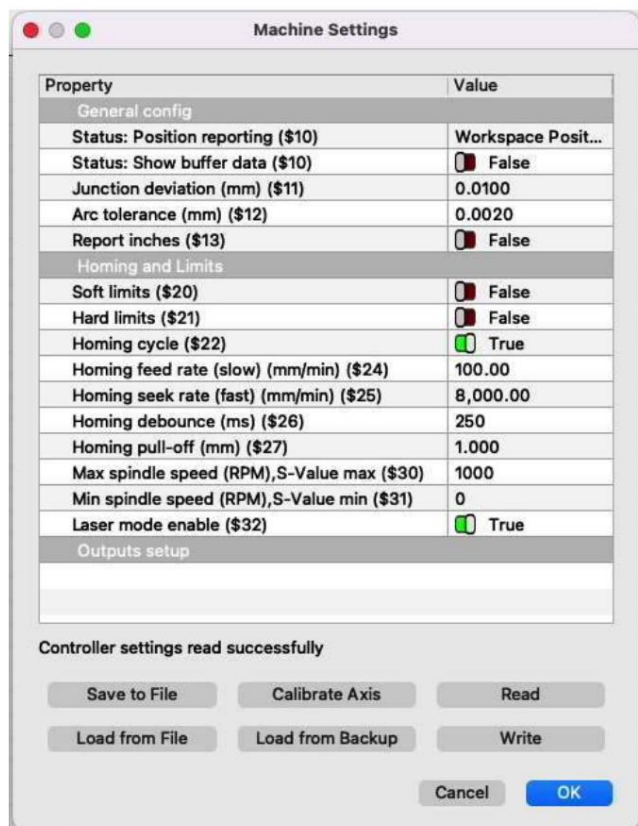 Machine Settings
Property Value
General config
Status: Position reporting ($10) Workspace Posit...
Status: Show buffer data ($10) False
Junction deviation (mm) ($11) 0.0100
Arc tolerance (mm) ($12) 0.0020
Report inches ($13) False
Homing and Limits
Soft limits ($20) False
Hard limits ($21) False
Homing cycle ($22) True
Homing feed rate (slow) (mm/min) ($24) 100.00
Homing seek rate (fast) (mm/min) ($25) 8,000.00
Homing debounce (ms) ($26) 250
Homing pull-off (mm) ($27) 1.000
Max spindle speed (RPM),S-Value max ($30) 1000
Min spindle speed (RPM),S-Value min ($31) 0
Laser mode enable ($32) True
Outputs setup
Controller settings read successfully
Save to File Calibrate Axis Read
Load from File Load from Backup Write
Cancel OK